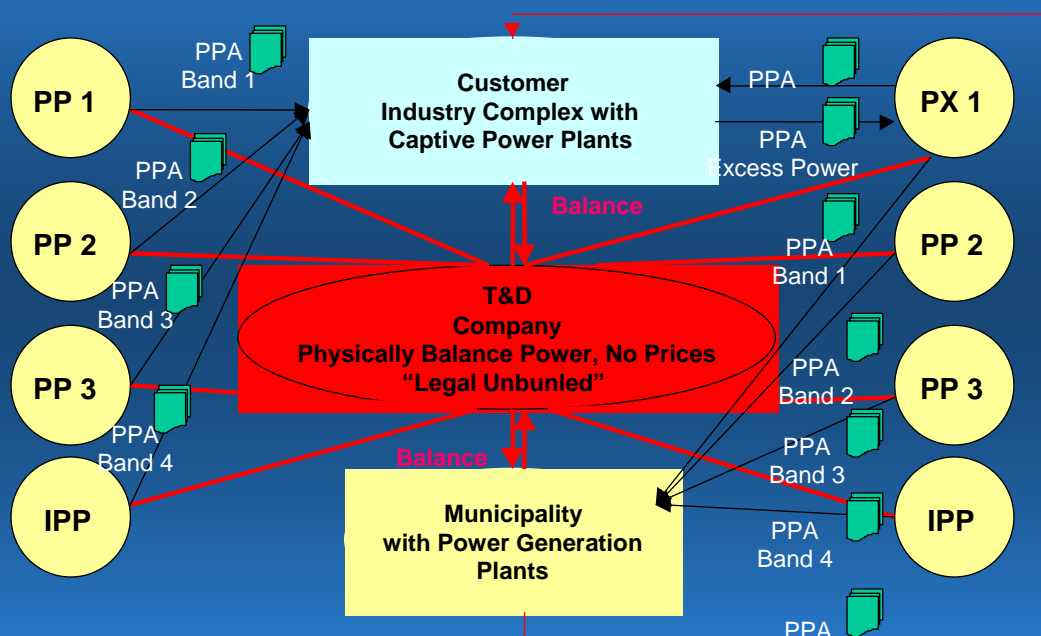 PPA
Band 1
PP 1
PPA
Band 2
PP 2
PPA
Band 3
PP 3
PPA
Band 4
IPP
Customer
Industry Complex with
Captive Power Plants
Balance
T&D
Company
Physically Balance Power, No Prices
“Legal Unbunled”
Balance
Municipality
with Power Generation
Plants
PPA
PX 1
PPA
Excess Power
PPA
Band 1
PP 2
PPA
Band 2
PP 3
PPA
Band 3
IPP
PPA
Band 4
PPA